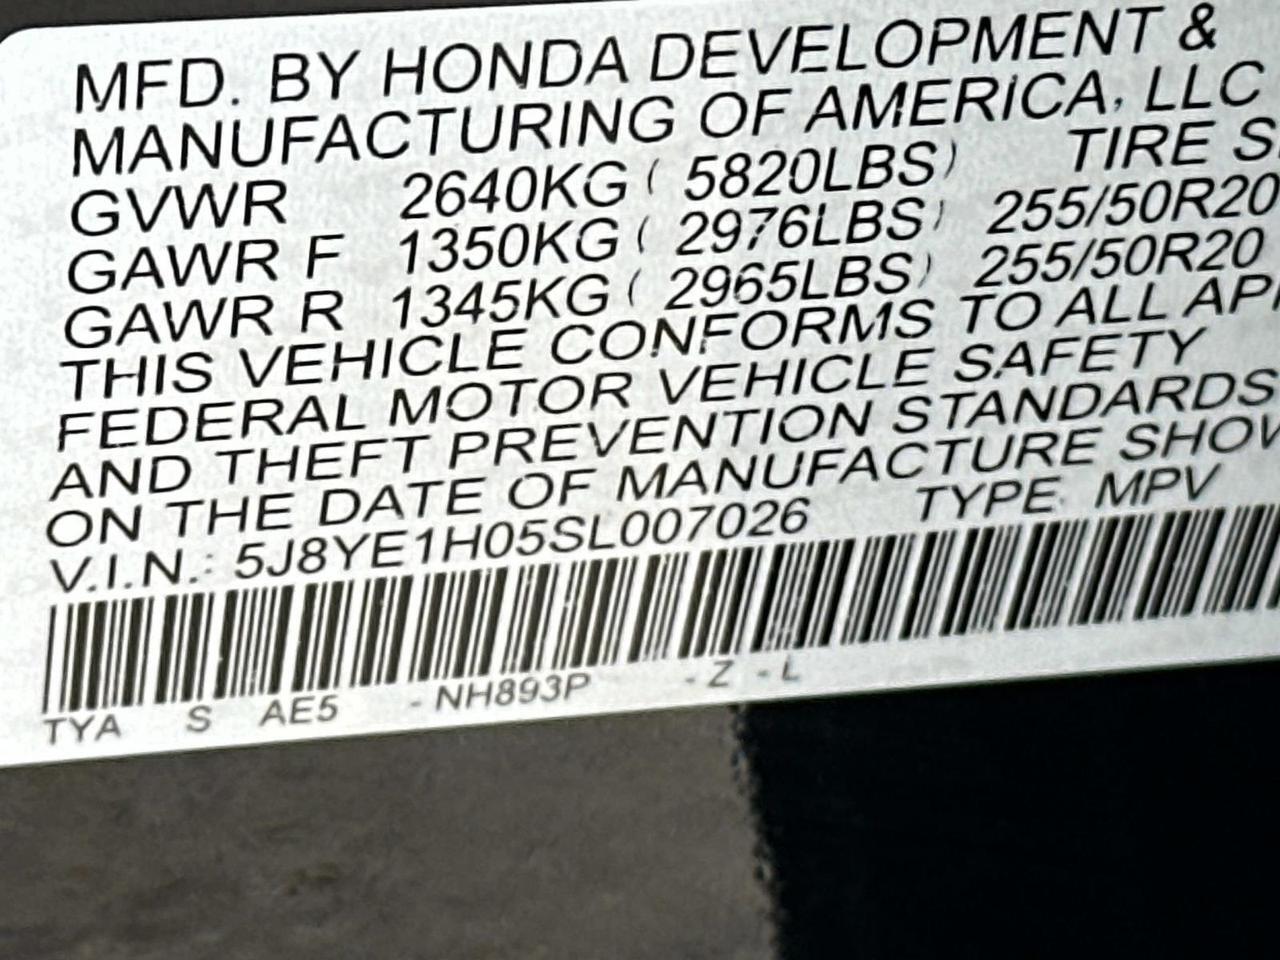 MFD. BY HONDA DEVELOPMENT &
MANUFACTURING OF AMERICA, LLC
GVWR 2640KG ( 5820LBS) TIRE S
GAWR F 1350KG ( 2976LBS) 255/50R20
GAWR R 1345KG ( 2965LBS) 255/50R20
THIS VEHICLE CONFORMS TO ALL AP
FEDERAL MOTOR VEHICLE SAFETY
AND THEFT PREVENTION STANDARDS
ON THE DATE OF MANUFACTURE SHOW
V.I.N.: 5J8YE1H05SL007026 TYPE: MPV
TYA S AE5 -NH893P -Z -L